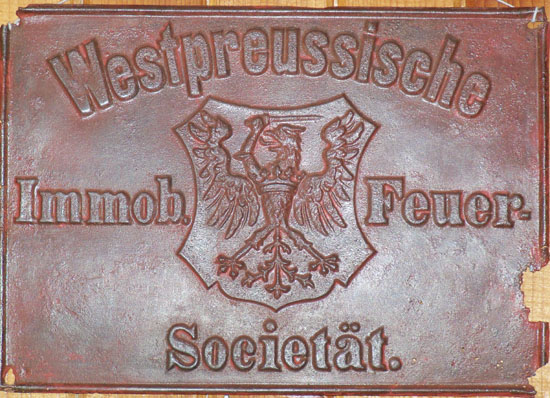 Westpreussische
Immob. Feuer-
Societät.